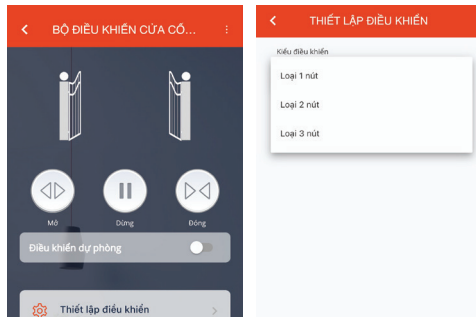 BỘ ĐIỀU KHIỂN CỬA CỔ...
Mở
Dừng
Đóng
Điều khiển dự phòng
Thiết lập điều khiển
THIẾT LẬP ĐIỀU KHIỂN
Kiểu điều khiển
Loại 1 nút
Loại 2 nút
Loại 3 nút